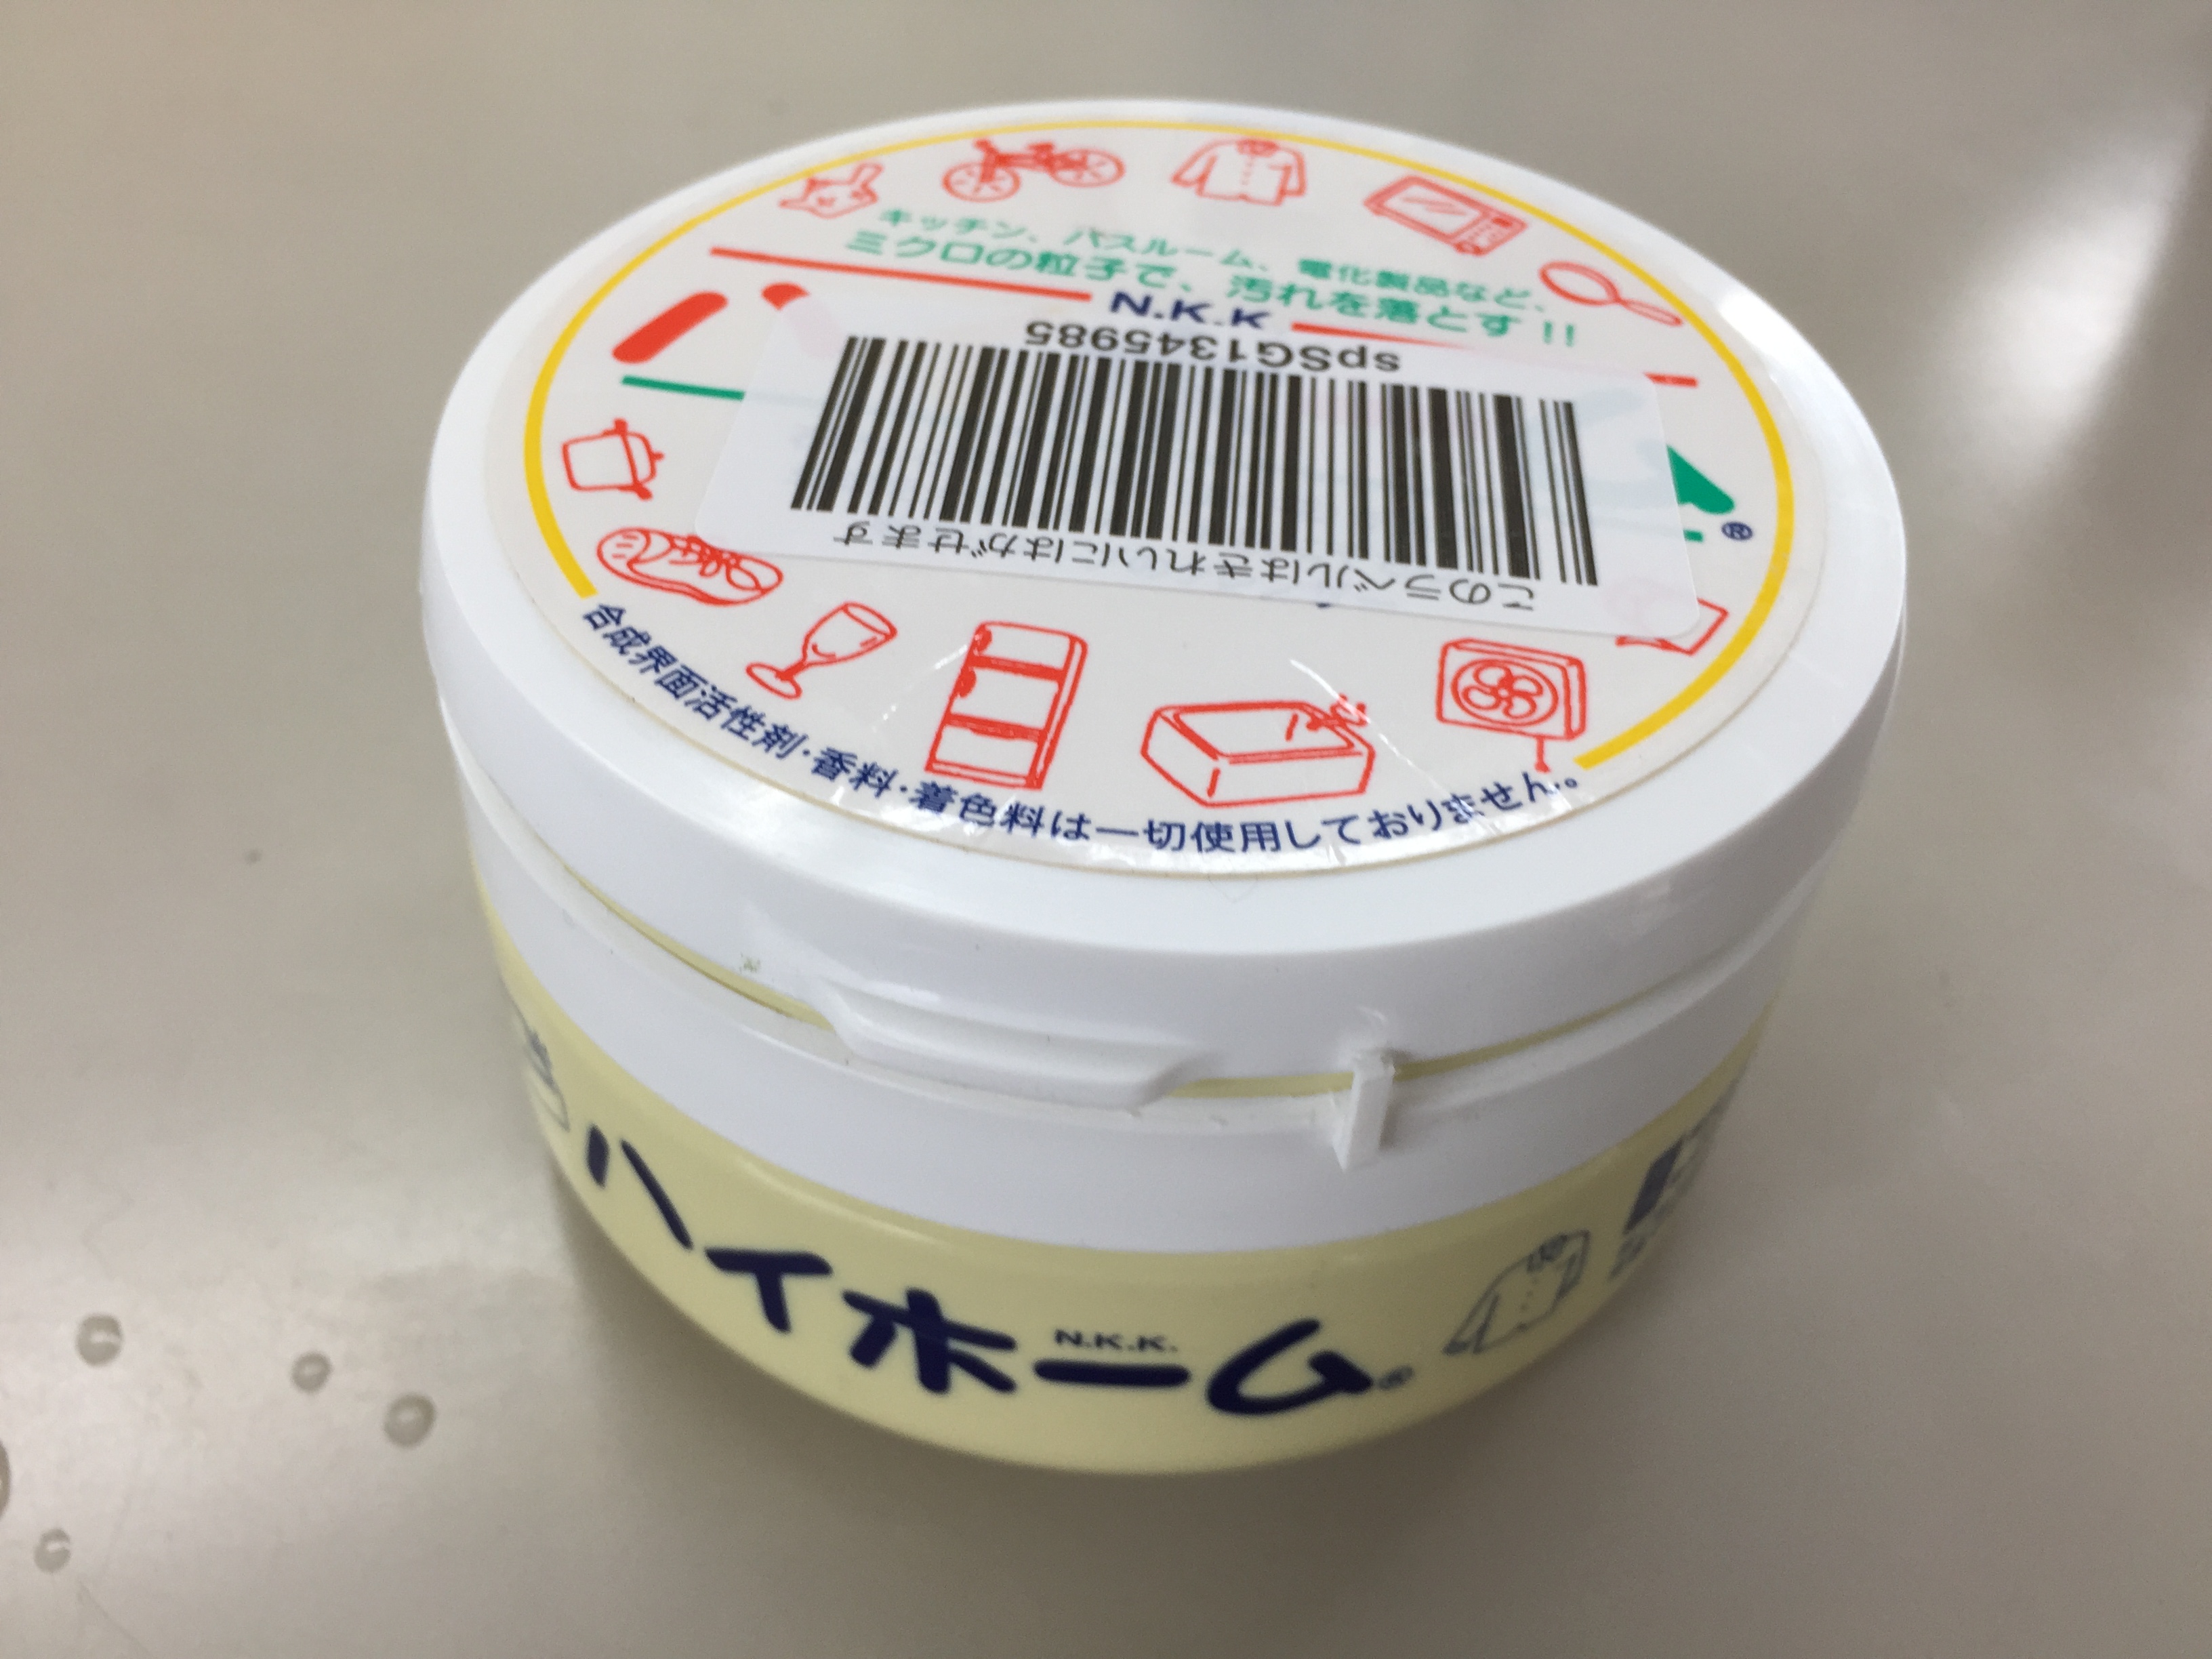 キッチン、バスルーム、電化製品など、
ミクロの粒子で、汚れを落とす!!
N.K.K
ハ
®
spSG1345985
このラベルはきれいにはがせます
合成界面活性剤·香料·着色料は一切使用しておりません。
ハイホーム®
N.K.K.